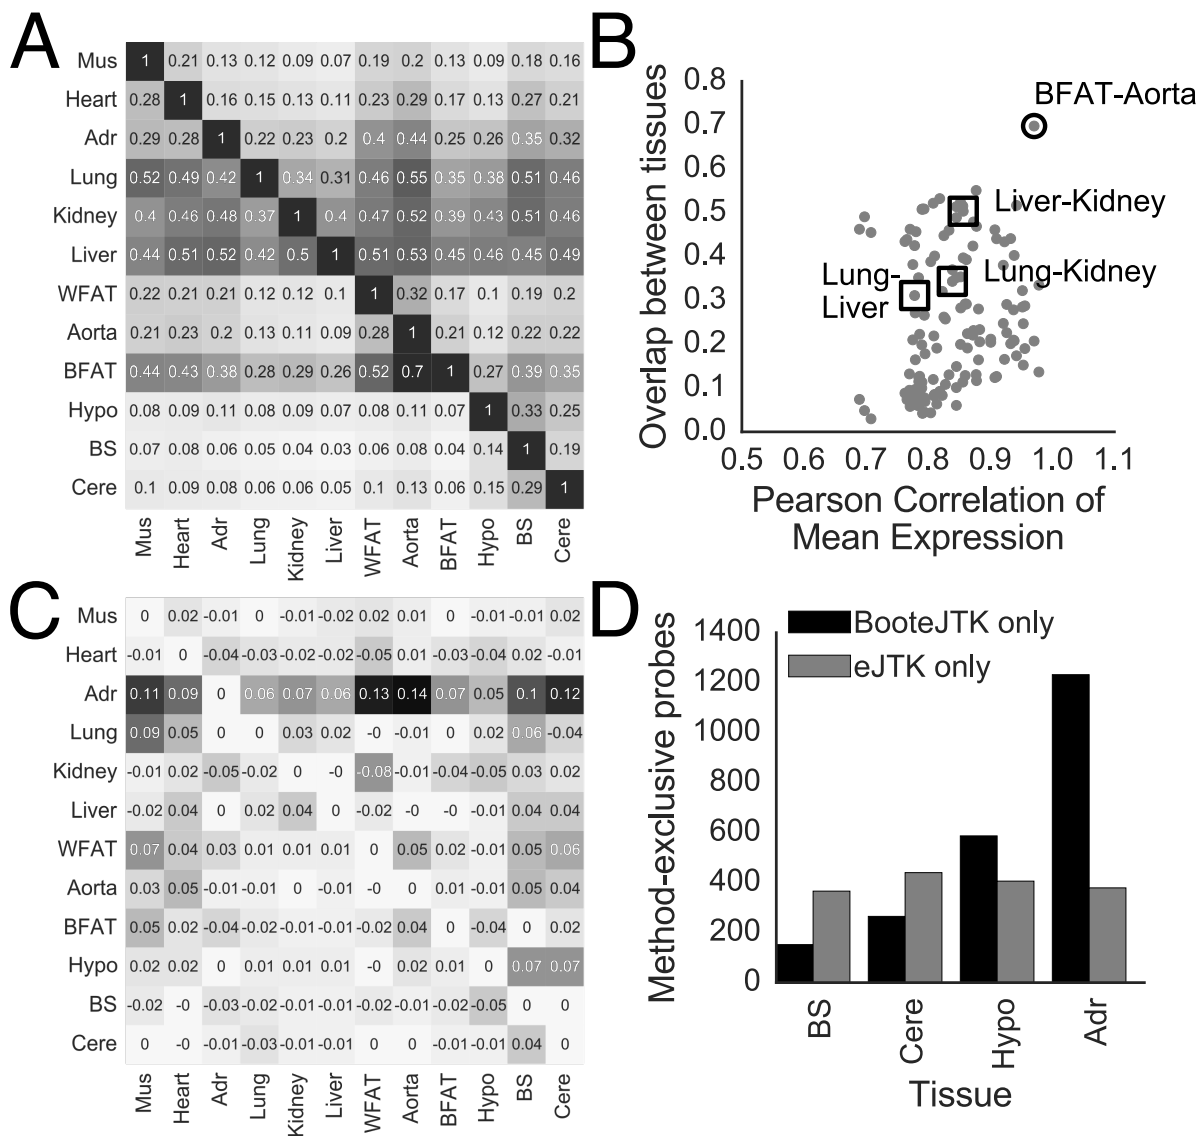 A
Mus 1 0.21 0.13 0.12 0.09 0.07 0.19 0.2 0.13 0.09 0.18 0.16
Heart 0.28 1 0.16 0.15 0.13 0.11 0.23 0.29 0.17 0.13 0.27 0.21
Adr 0.29 0.28 1 0.22 0.23 0.2 0.4 0.44 0.25 0.26 0.35 0.32
Lung 0.52 0.49 0.42 1 0.34 0.31 0.46 0.55 0.35 0.38 0.51 0.46
Kidney 0.4 0.46 0.48 0.37 1 0.4 0.47 0.52 0.39 0.43 0.51 0.46
Liver 0.44 0.51 0.52 0.42 0.5 1 0.51 0.53 0.45 0.46 0.45 0.49
WFAT 0.22 0.21 0.21 0.12 0.12 0.1 1 0.32 0.17 0.1 0.19 0.2
Aorta 0.21 0.23 0.2 0.13 0.11 0.09 0.28 1 0.21 0.12 0.22 0.22
BFAT 0.44 0.43 0.38 0.28 0.29 0.26 0.52 0.7 1 0.27 0.39 0.35
Hypo 0.08 0.09 0.11 0.08 0.09 0.07 0.08 0.11 0.07 1 0.33 0.25
BS 0.07 0.08 0.06 0.05 0.04 0.03 0.06 0.08 0.04 0.14 1 0.19
Cere 0.1 0.09 0.08 0.06 0.06 0.05 0.1 0.13 0.06 0.15 0.29 1
Mus Heart Adr Lung Kidney Liver WFAT Aorta BFAT Hypo BS Cere
B
Overlap between tissues
0.8
0.7
0.6
0.5
0.4
0.3
0.2
0.1
0.0
BFAT-Aorta
Liver-Kidney
Lung-Kidney
Lung-
Liver
0.5 0.6 0.7 0.8 0.9 1.0 1.1
Pearson Correlation of
Mean Expression
C
Mus 0 0.02 -0.01 0 -0.01 -0.02 0.02 0.01 0 -0.01 -0.01 0.02
Heart -0.01 0 -0.04 -0.03 -0.02 -0.02 -0.05 0.01 -0.03 -0.04 0.02 -0.01
Adr 0.11 0.09 0 0.06 0.07 0.06 0.13 0.14 0.07 0.05 0.1 0.12
Lung 0.09 0.05 0 0 0.03 0.02 -0 -0.01 0 0.02 0.06 -0.04
Kidney -0.01 0.02 -0.05 -0.02 0 -0 -0.08 -0.01 -0.04 -0.05 0.03 0.02
Liver -0.02 0.04 0 0.02 0.04 0 -0.02 -0 -0 -0.01 0.04 0.04
WFAT 0.07 0.04 0.03 0.01 0.01 0.01 0 0.05 0.02 -0.01 0.05 0.06
Aorta 0.03 0.05 -0.01 -0.01 0 -0.01 -0 0 0.01 -0.01 0.05 0.04
BFAT 0.05 0.02 -0.04 -0.02 -0.01 -0.01 -0.02 0.04 0 -0.04 0 0.02
Hypo 0.02 0.02 0 0.01 0.01 0.01 -0 0.02 0.01 0 0.07 0.07
BS -0.02 -0 -0.03 -0.02 -0.01 -0.01 -0.02 -0.01 -0.02 -0.05 0 0
Cere 0 -0 -0.01 -0.03 -0.01 -0.01 0 0 -0.01 -0.01 0.04 0
Mus Heart Adr Lung Kidney Liver WFAT Aorta BFAT Hypo BS Cere
D
Method-exclusive probes
1400
1200
1000
800
600
400
200
0
BooteJTK only
eJTK only
BS Cere Hypo Adr
Tissue